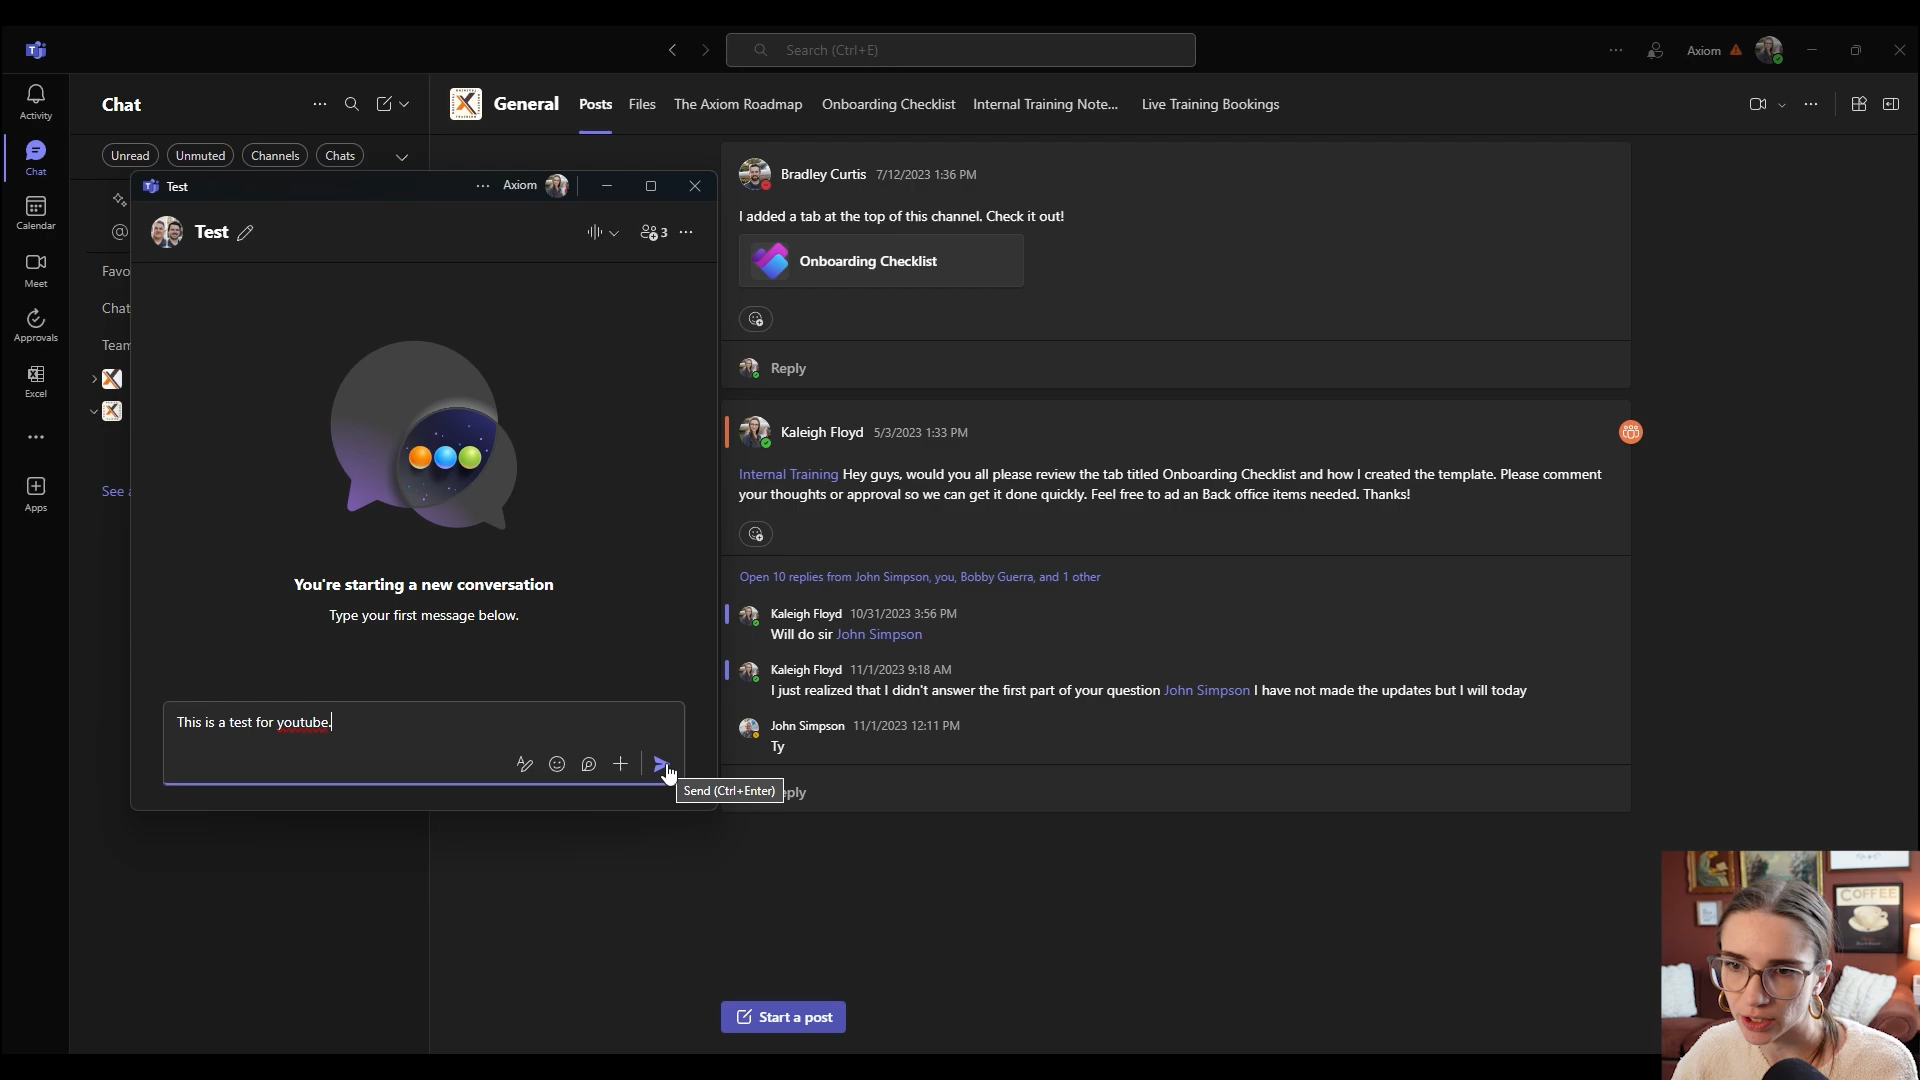 Search (Ctrl+E)
Axiom
Activity
Chat
Calendar
Meet
Approvals
Excel
Apps
Chat
Unread
Unmuted
Channels
Chats
Favo
Chat
Team
See a
General
Posts
Files
The Axiom Roadmap
Onboarding Checklist
Internal Training Note...
Live Training Bookings
Test
Axiom
Test
3
You're starting a new conversation
Type your first message below.
This is a test for youtube.
Send (Ctrl+Enter)
Bradley Curtis 7/12/2023 1:36 PM
I added a tab at the top of this channel. Check it out!
Onboarding Checklist
Reply
Kaleigh Floyd 5/3/2023 1:33 PM
Internal Training Hey guys, would you all please review the tab titled Onboarding Checklist and how I created the template. Please comment
your thoughts or approval so we can get it done quickly. Feel free to ad an Back office items needed. Thanks!
Open 10 replies from John Simpson, you, Bobby Guerra, and 1 other
Kaleigh Floyd 10/31/2023 3:56 PM
Will do sir John Simpson
Kaleigh Floyd 11/1/2023 9:18 AM
I just realized that I didn't answer the first part of your question John Simpson I have not made the updates but I will today
John Simpson 11/1/2023 12:11 PM
Ty
eply
Start a post
COFFEE